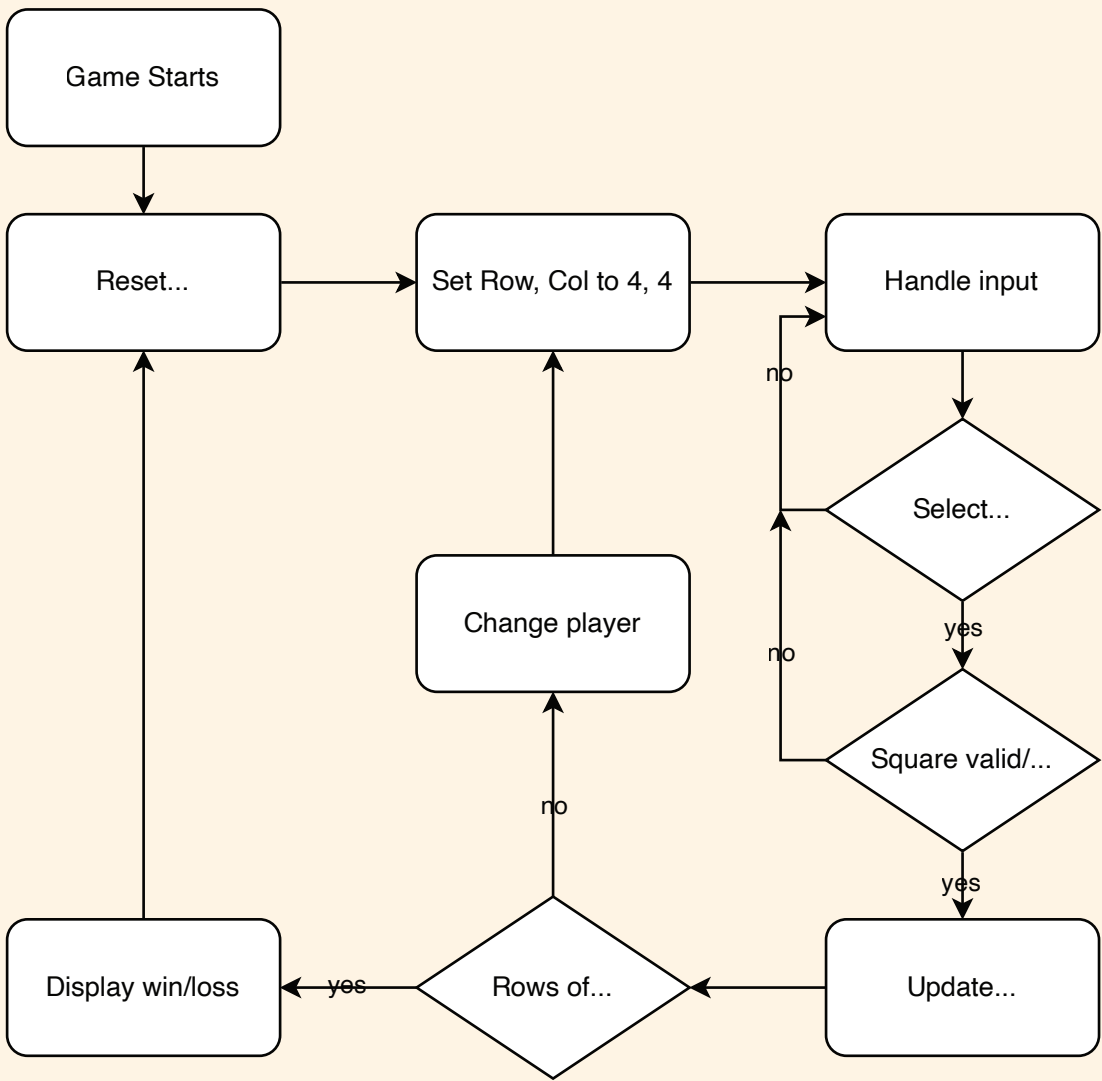 Game Starts
Reset...
Set Row, Col to 4, 4
Handle input
no
Select...
yes
Change player
no
Square valid/...
no
yes
Display win/loss
yes
Rows of...
Update...